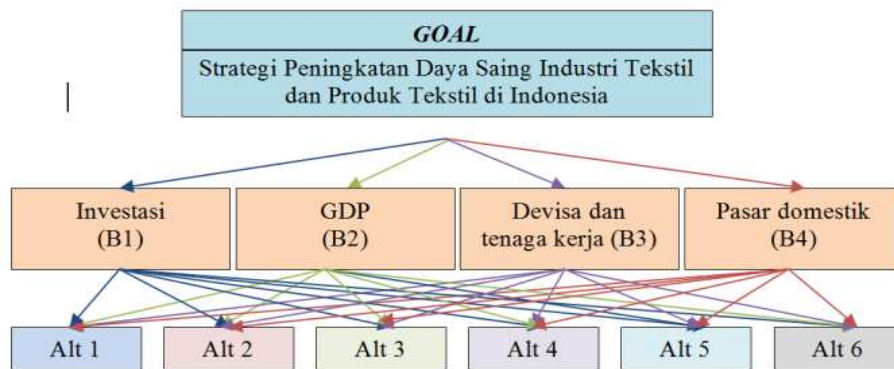 GOAL
Strategi Peningkatan Daya Saing Industri Tekstil
dan Produk Tekstil di Indonesia
Investasi
(B1)
GDP
(B2)
Devisa dan
tenaga kerja (B3)
Pasar domestik
(B4)
Alt 1
Alt 2
Alt 3
Alt 4
Alt 5
Alt 6